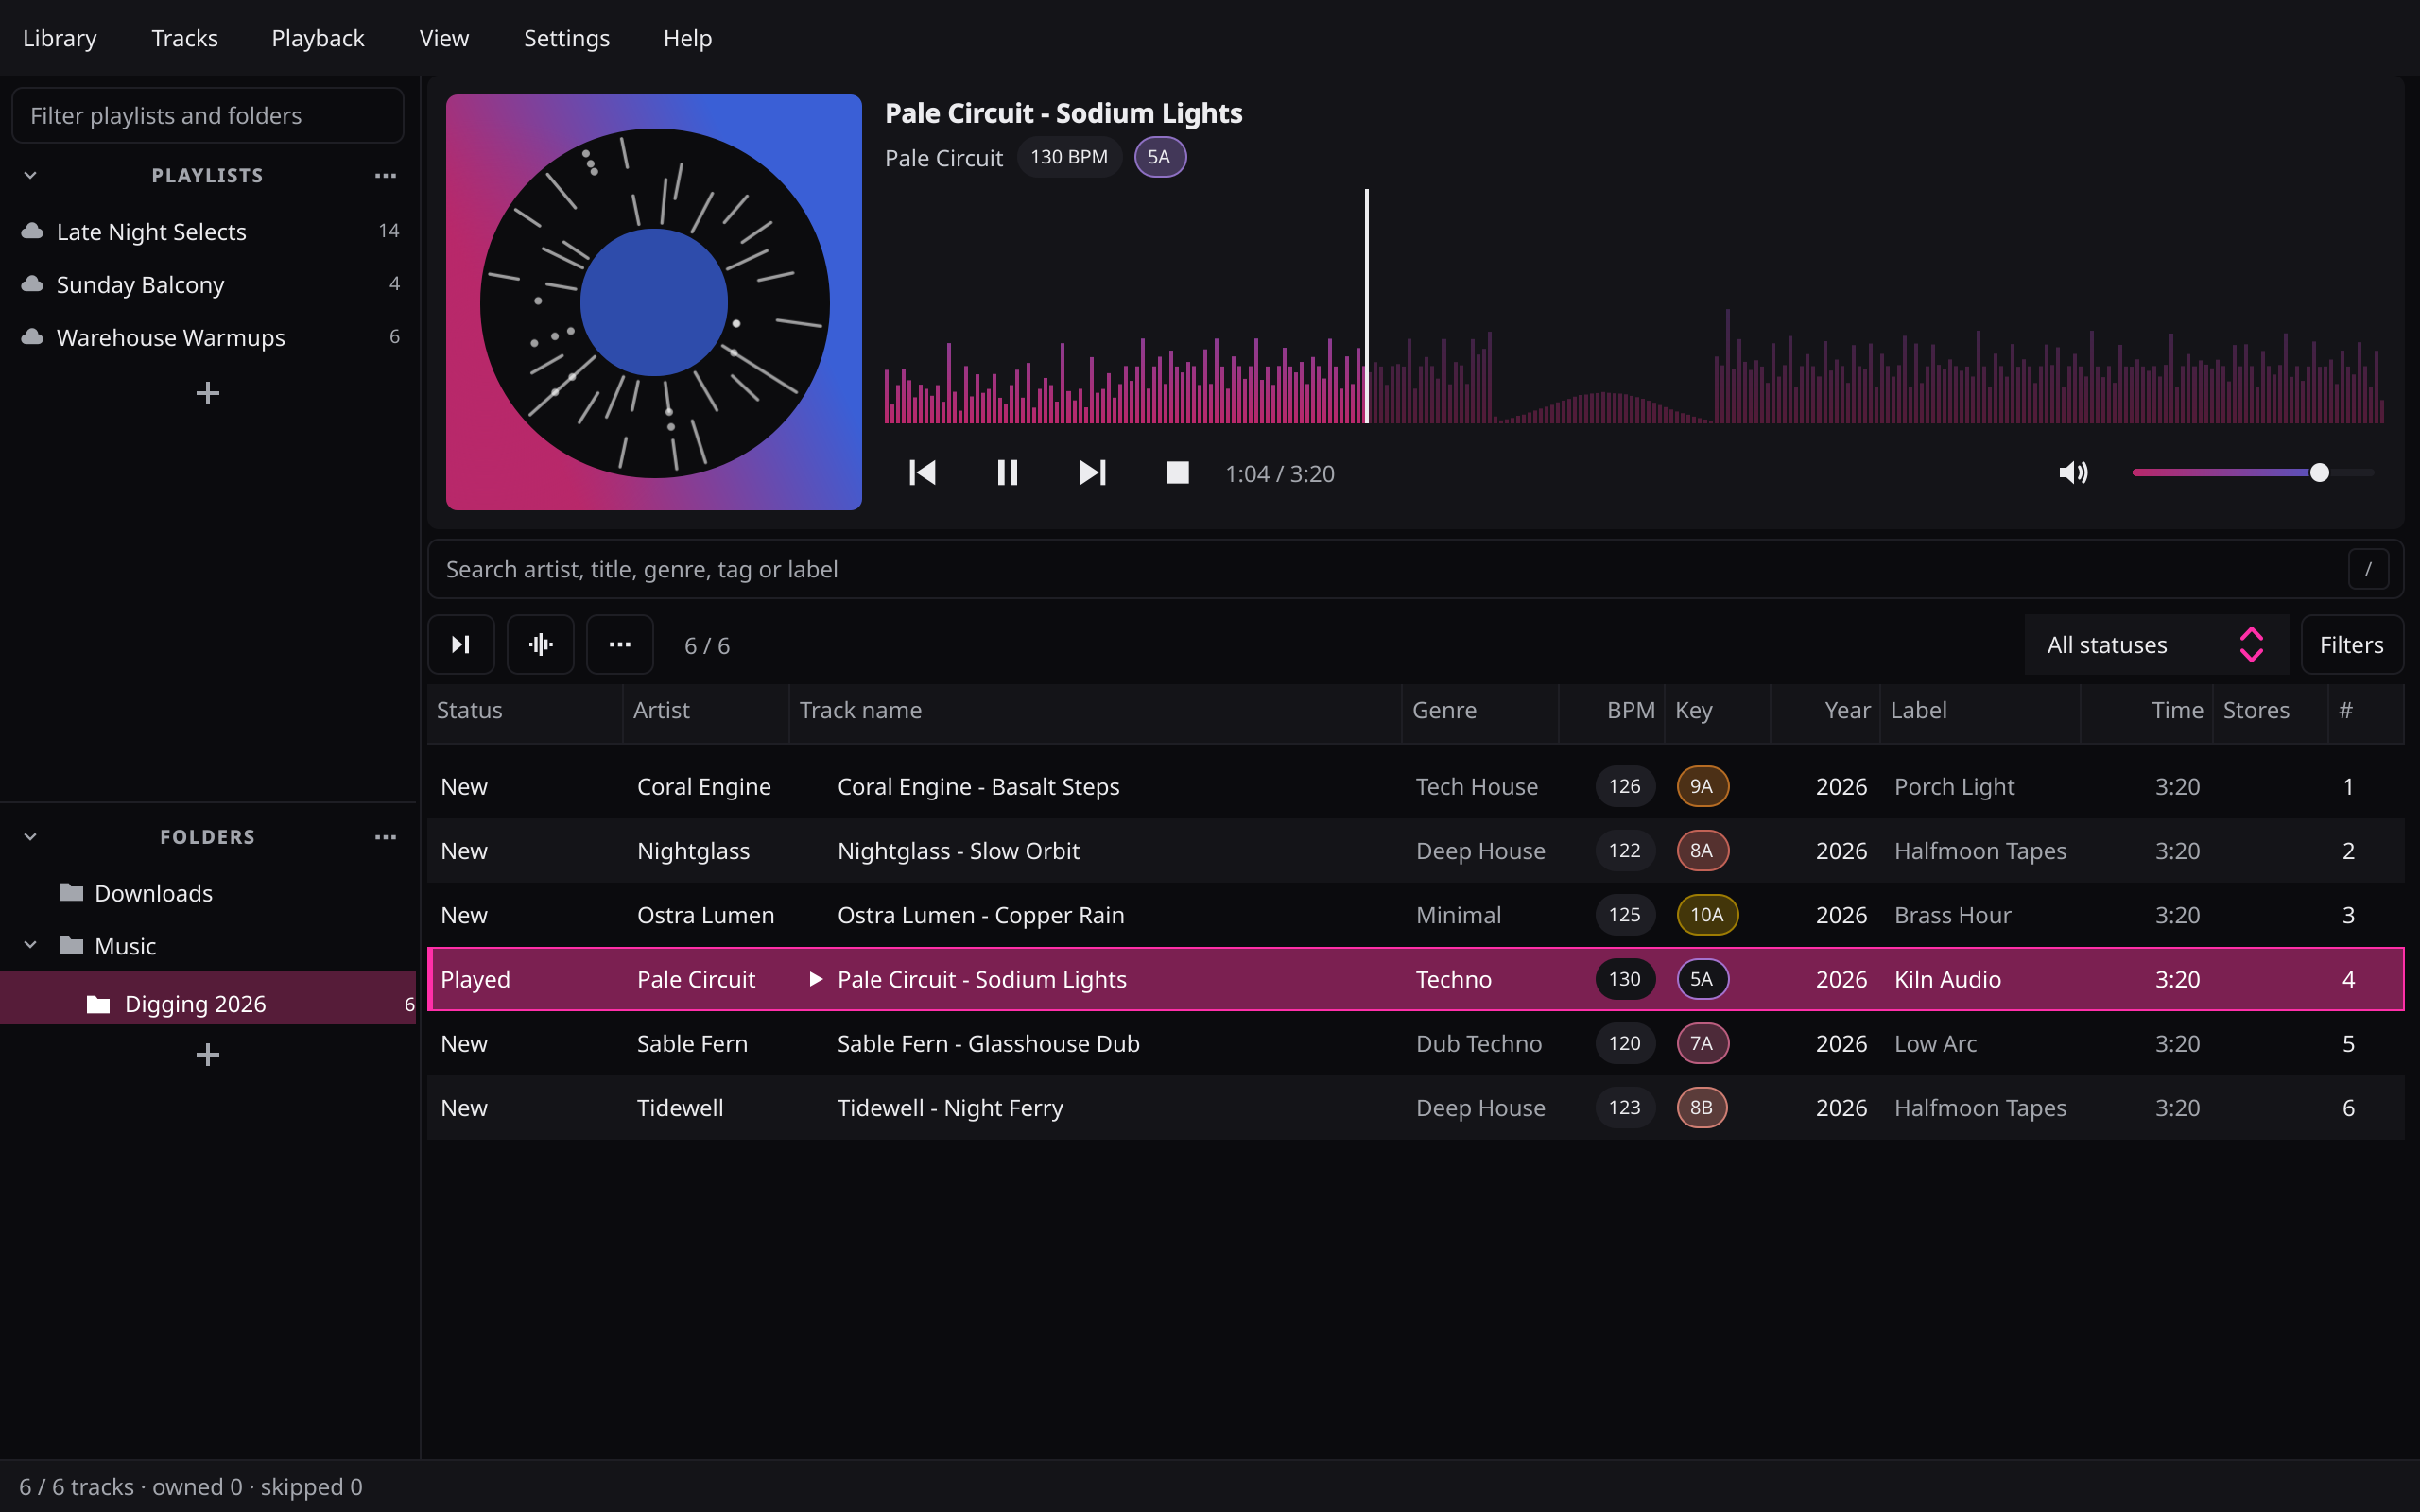 Library Tracks Playback View Settings Help
Filter playlists and folders
PLAYLISTS ...
Late Night Selects 14
Sunday Balcony 4
Warehouse Warmups 6
+
FOLDERS ...
Downloads
Music
Digging 2026 6
+
Pale Circuit - Sodium Lights
Pale Circuit 130 BPM 5A
1:04 / 3:20
Search artist, title, genre, tag or label /
... 6 / 6 All statuses Filters
Status Artist Track name Genre BPM Key Year Label Time Stores #
New Coral Engine Coral Engine - Basalt Steps Tech House 126 9A 2026 Porch Light 3:20 1
New Nightglass Nightglass - Slow Orbit Deep House 122 8A 2026 Halfmoon Tapes 3:20 2
New Ostra Lumen Ostra Lumen - Copper Rain Minimal 125 10A 2026 Brass Hour 3:20 3
Played Pale Circuit Pale Circuit - Sodium Lights Techno 130 5A 2026 Kiln Audio 3:20 4
New Sable Fern Sable Fern - Glasshouse Dub Dub Techno 120 7A 2026 Low Arc 3:20 5
New Tidewell Tidewell - Night Ferry Deep House 123 8B 2026 Halfmoon Tapes 3:20 6
6 / 6 tracks · owned 0 · skipped 0